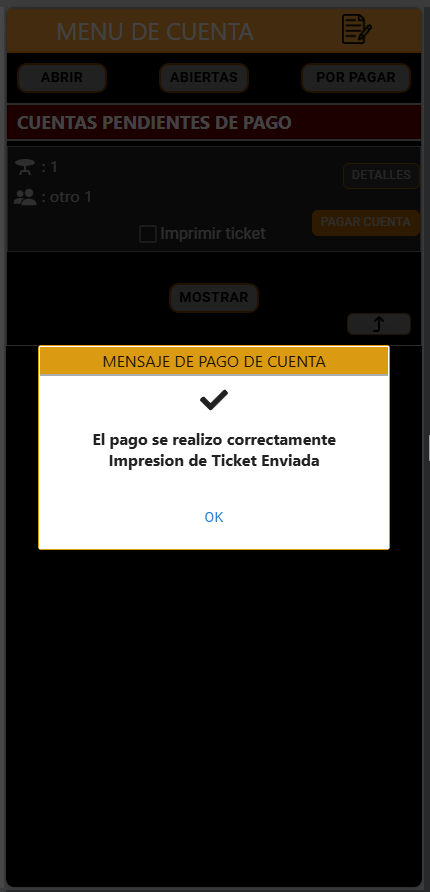 MENU DE CUENTA
ABRIR
ABIERTAS
POR PAGAR
CUENTAS PENDIENTES DE PAGO
: 1
DETALLES
: otro 1
PAGAR CUENTA
Imprimir ticket
MOSTRAR
MENSAJE DE PAGO DE CUENTA
El pago se realizo correctamente
Impresion de Ticket Enviada
OK